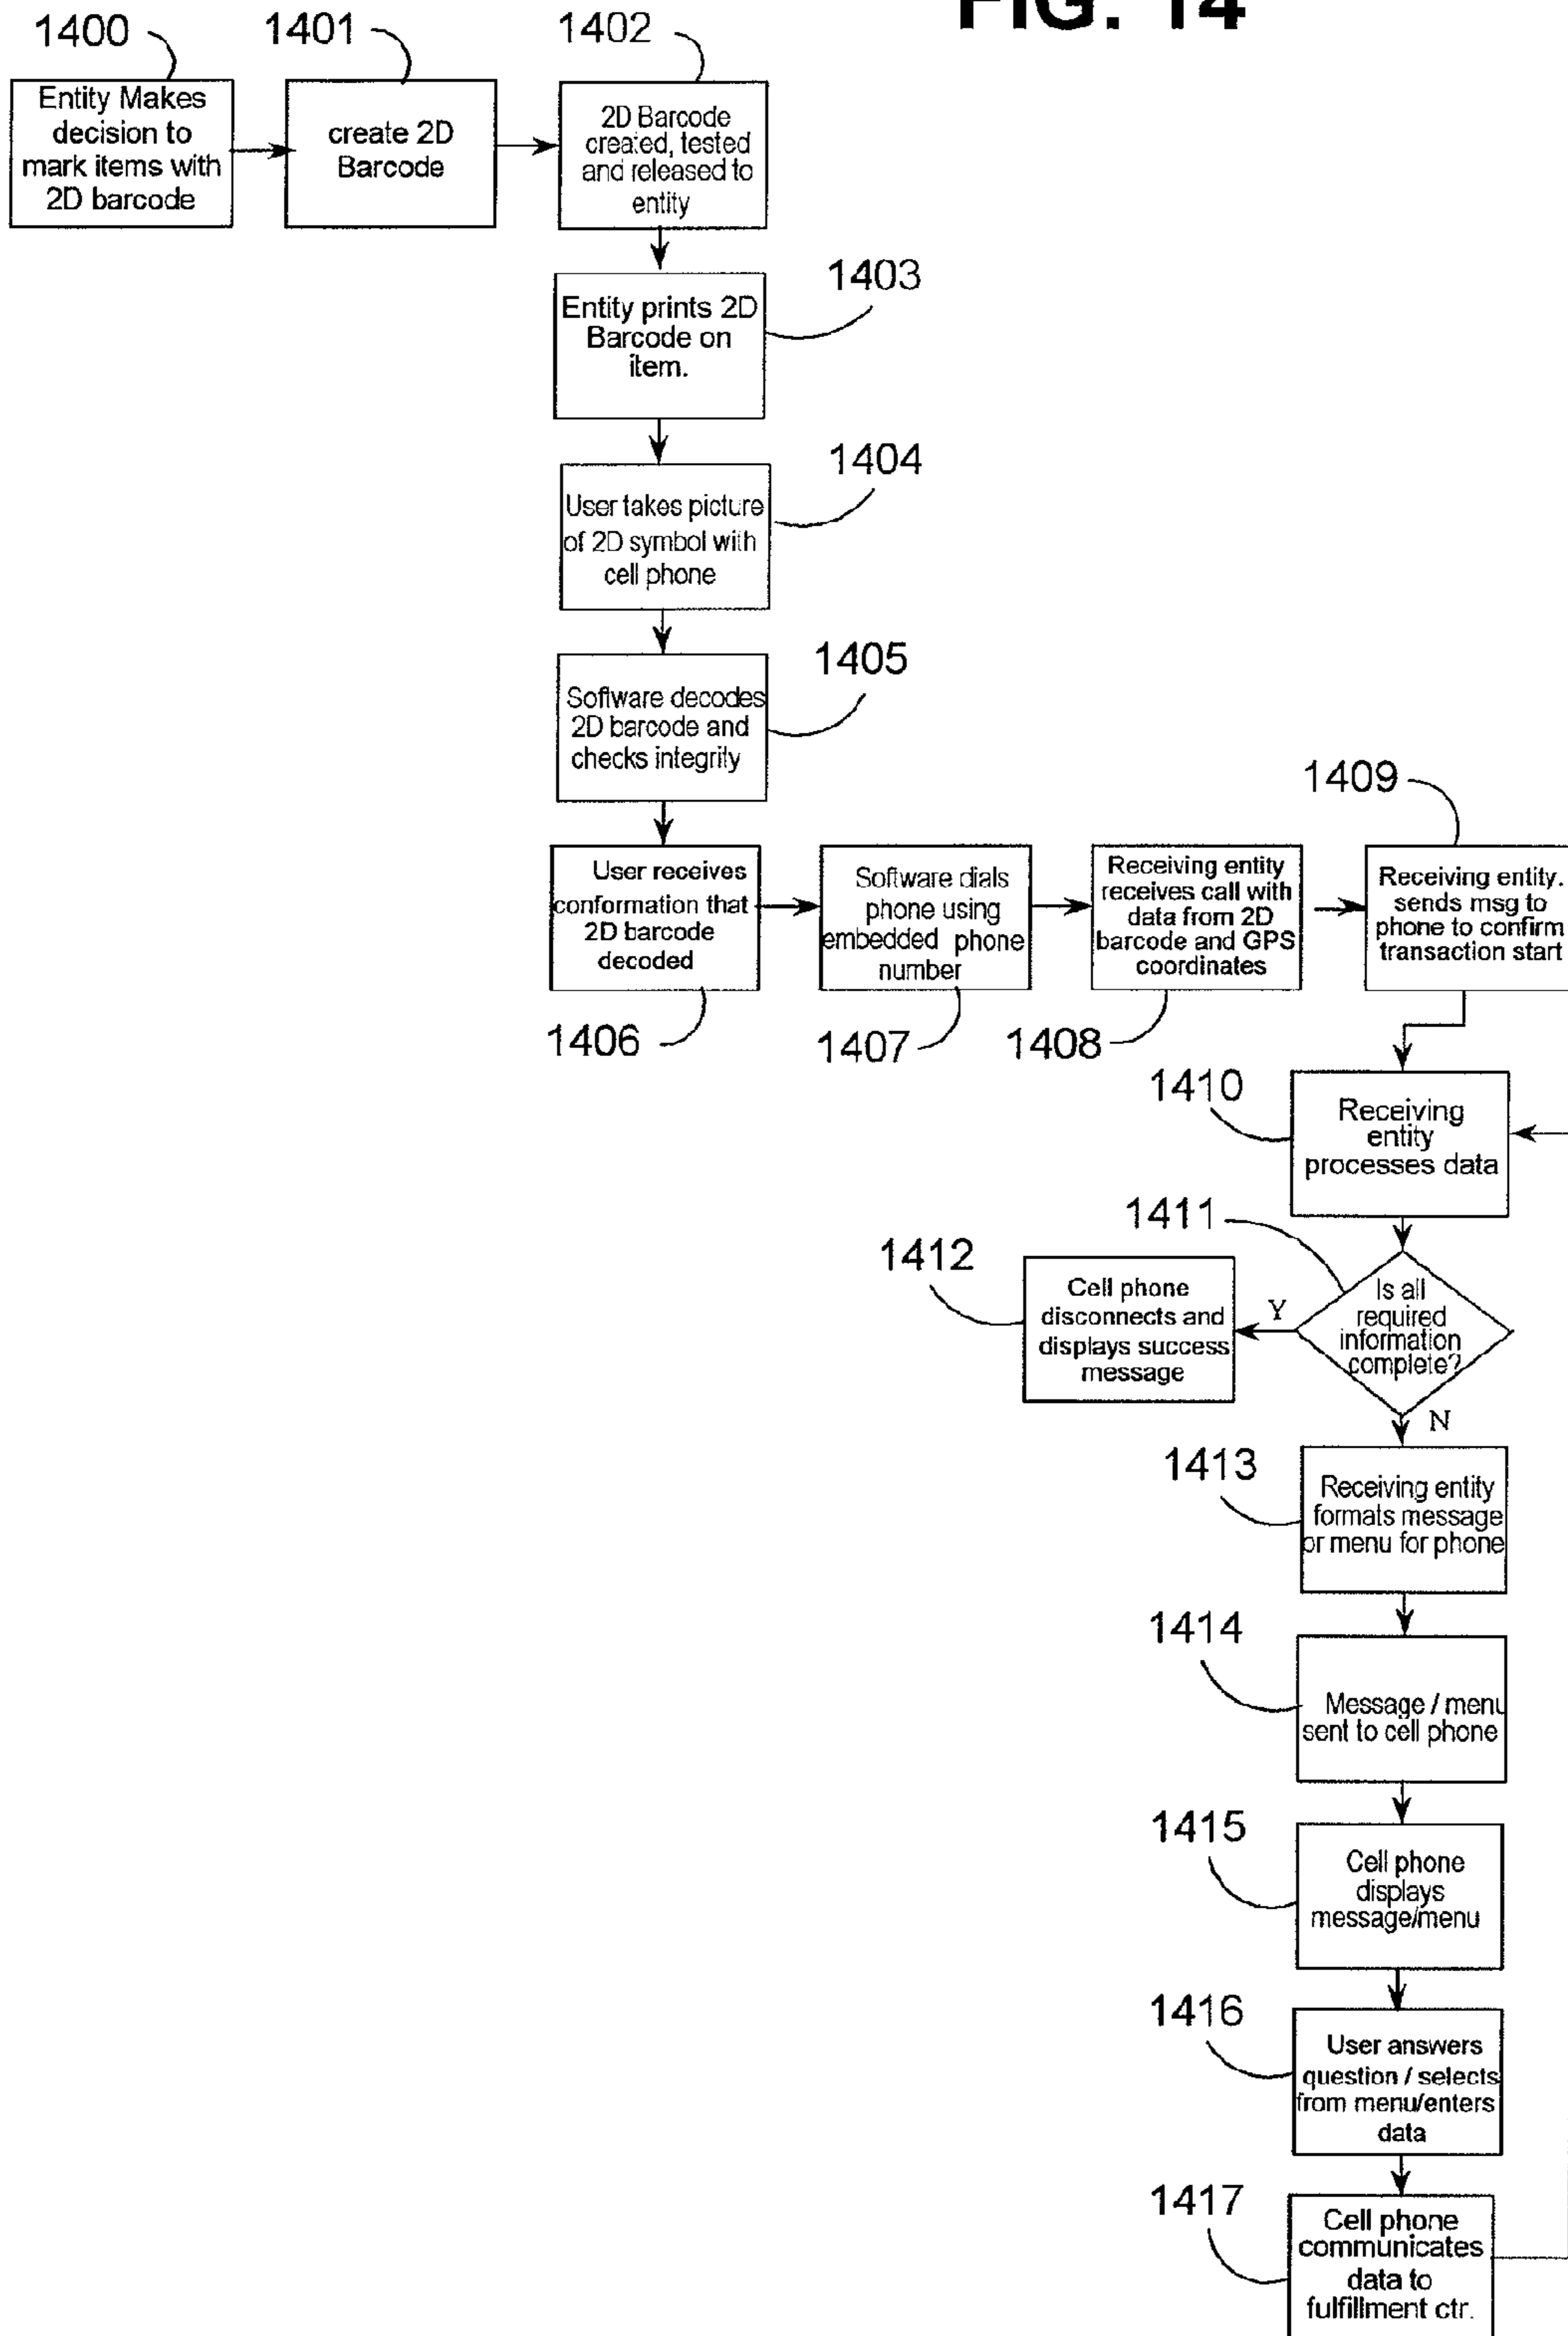 FIG. 14
1400
1401
1402
Entity Makes
decision to
mark items with
2D barcode
create 2D
Barcode
2D Barcode
created, tested
and released to
entity
1403
Entity prints 2D
Barcode on
item.
1404
User takes picture
of 2D symbol with
cell phone
1405
Software decodes
2D barcode and
checks integrity
1409
User receives
conformation that
2D barcode
decoded
Software dials
phone using
embedded phone
number
Receiving entity
receives call with
data from 2D
barcode and GPS
coordinates
Receiving entity.
sends msg to
phone to confirm
transaction start
1406
1407
1408
1410
Receiving
entity
processes data
1411
1412
Cell phone
disconnects and
displays success
message
Y
Is all
required
information
complete?
N
1413
Receiving entity
formats message
or menu for phone
1414
Message / menu
sent to cell phone
1415
Cell phone
displays
message/menu
1416
User answers
question / selects
from menu/enters
data
1417
Cell phone
communicates
data to
fulfillment ctr.